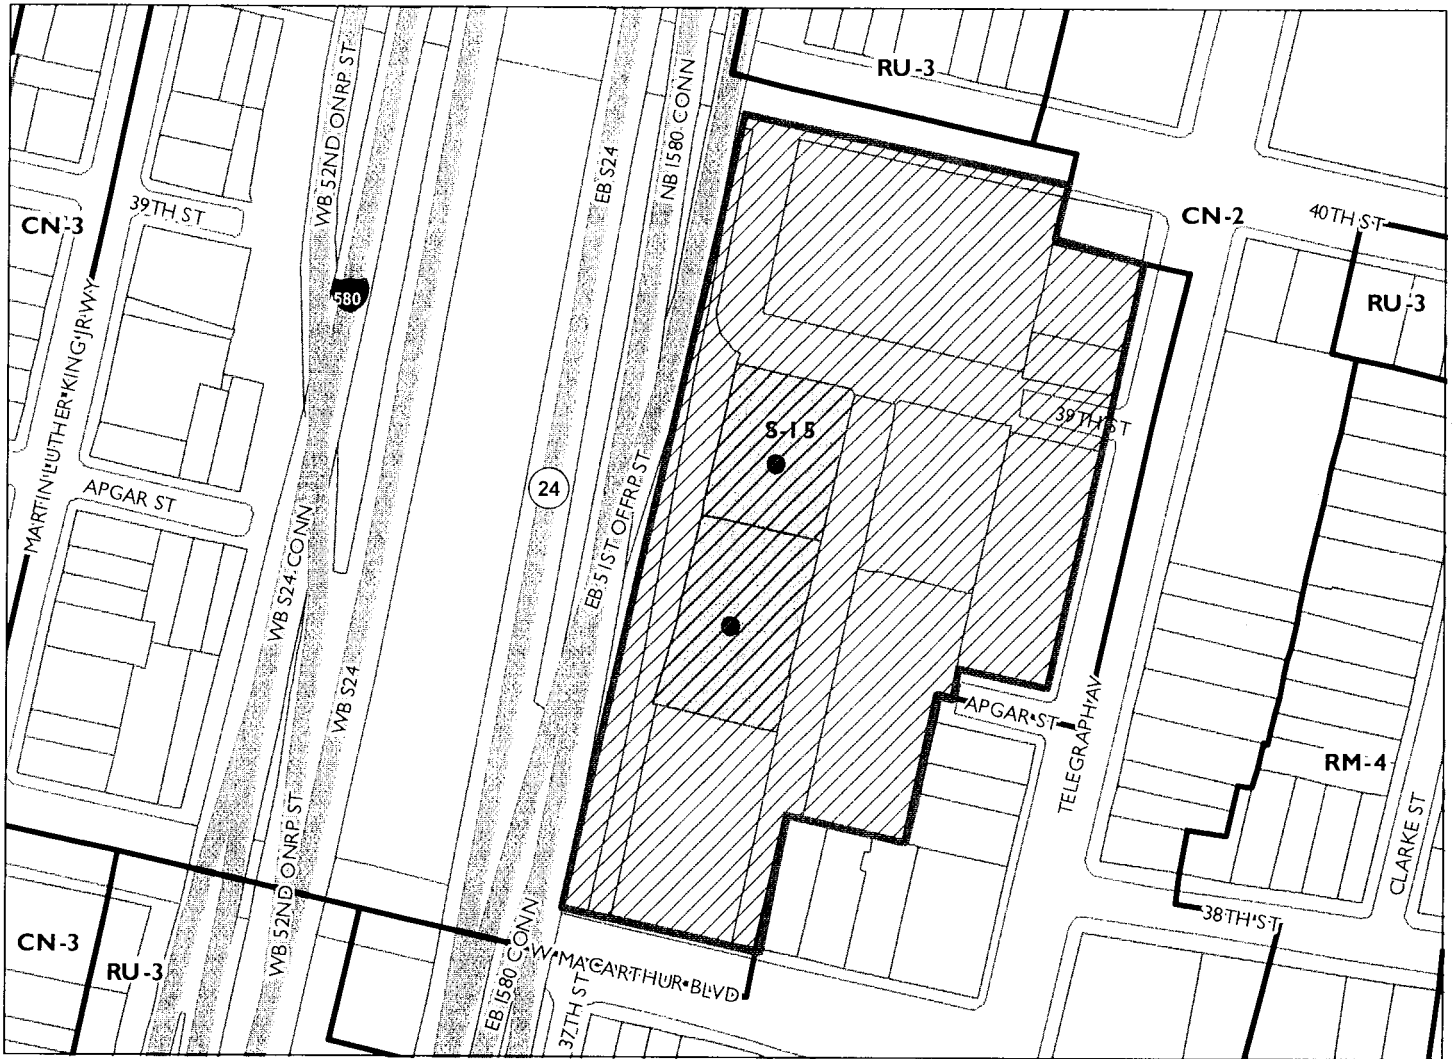 RU-3
WB 52ND ONRP ST
EB S24
NB I580 CONN
CN-3
39TH ST
CN-2
40TH ST
RU-3
580
MARTIN LUTHER KING JR WY
S-15
39TH ST
24
APGAR ST
EB 51ST OFFRP ST
WB S24 CONN
WB S24
APGAR ST
TELEGRAPH AV
RM-4
CLARKE ST
WB 52ND ONRP ST
38TH ST
CN-3
RU-3
EB I580 CONN
W MACARTHUR BLVD
37TH ST